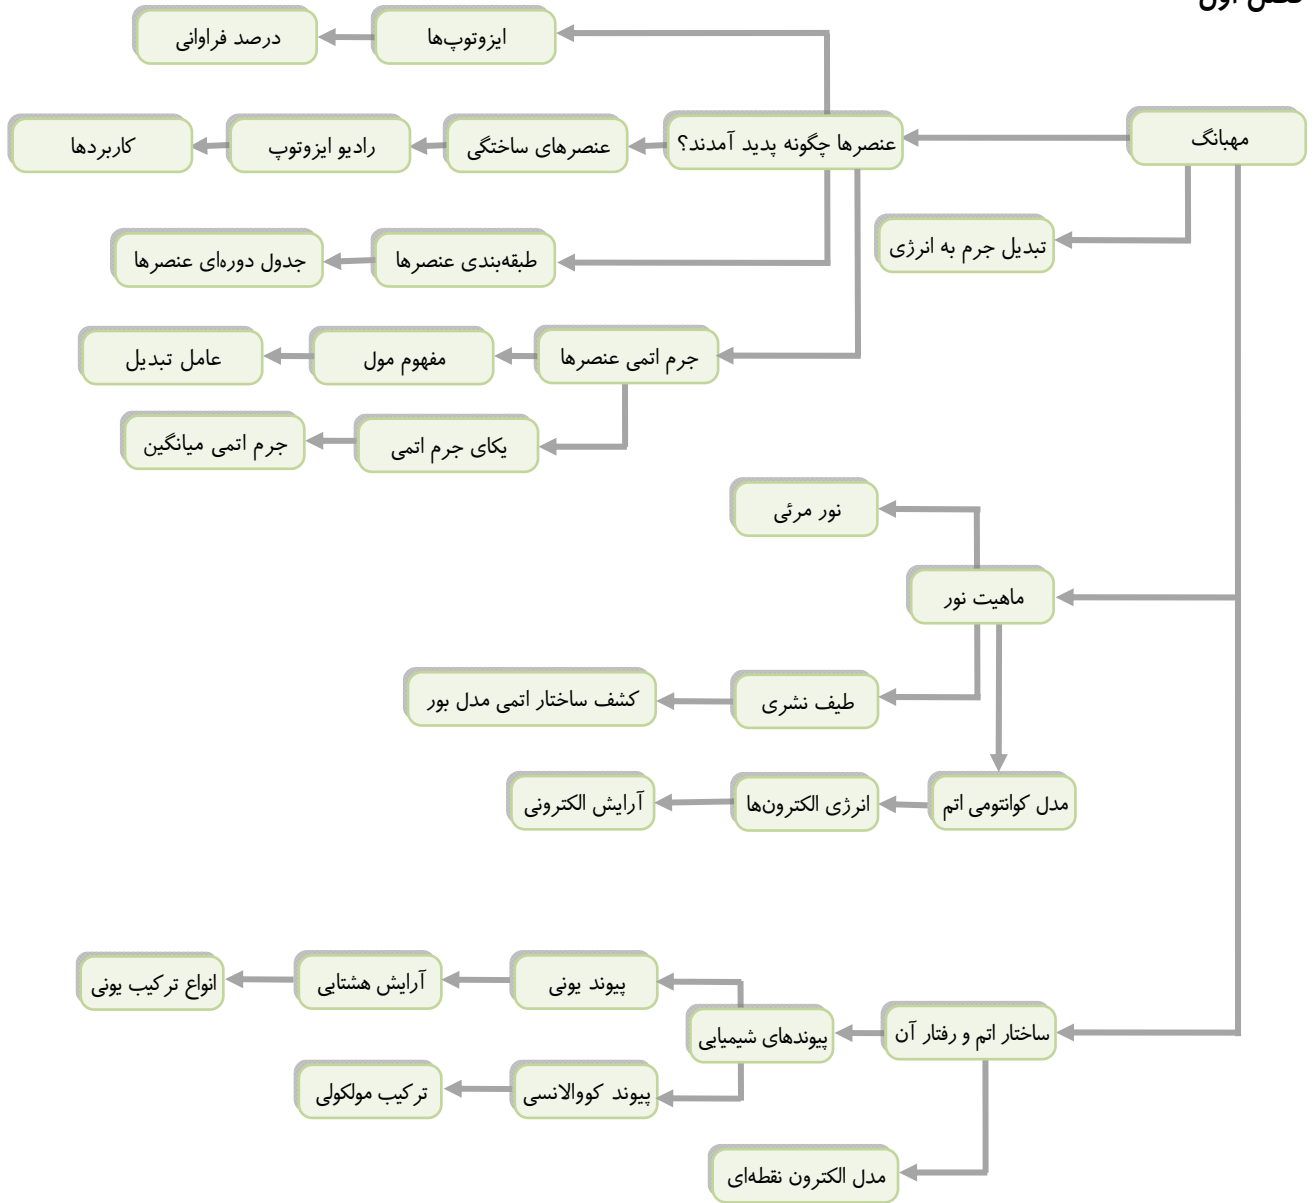 فصل اول
درصد فراوانی
ایزوتوپ‌ها
کاربردها
رادیو ایزوتوپ
عنصرهای ساختگی
عنصرها چگونه پدید آمدند؟
مهبانگ
جدول دوره‌ای عنصرها
طبقه‌بندی عنصرها
تبدیل جرم به انرژی
عامل تبدیل
مفهوم مول
جرم اتمی عنصرها
جرم اتمی میانگین
یکای جرم اتمی
نور مرئی
ماهیت نور
کشف ساختار اتمی مدل بور
طیف نشری
آرایش الکترونی
انرژی الکترون‌ها
مدل کوانتومی اتم
انواع ترکیب یونی
آرایش هشتایی
پیوند یونی
پیوندهای شیمیایی
ساختار اتم و رفتار آن
ترکیب مولکولی
پیوند کووالانسی
مدل الکترون نقطه‌ای